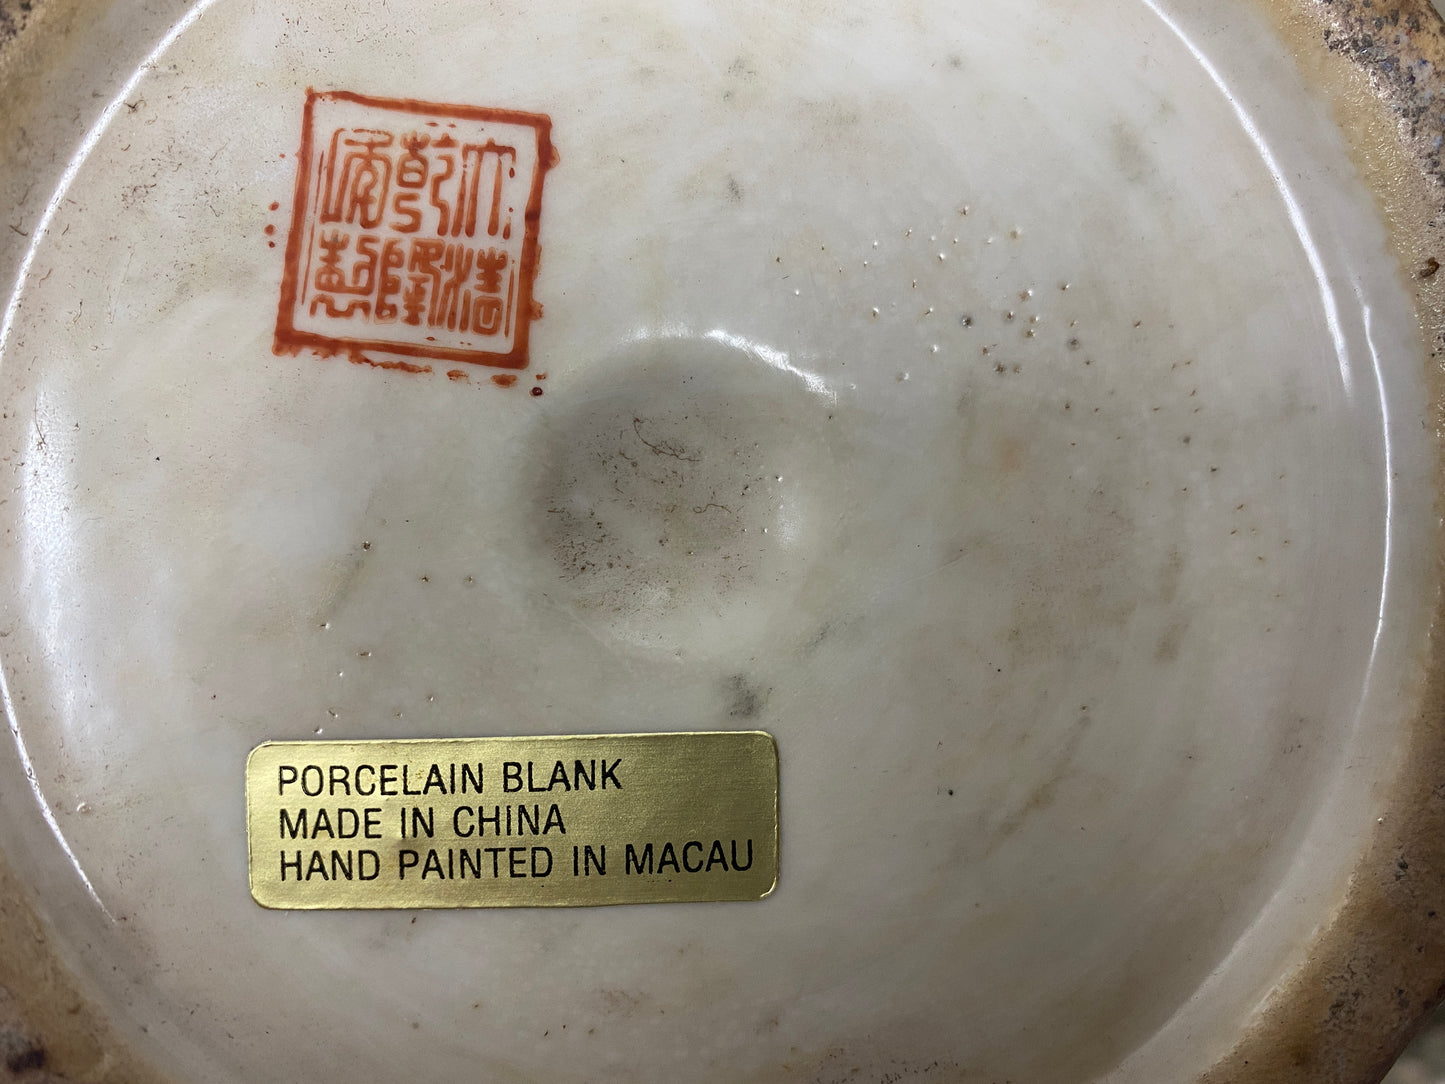 大清
乾隆
年製
PORCELAIN BLANK
MADE IN CHINA
HAND PAINTED IN MACAU